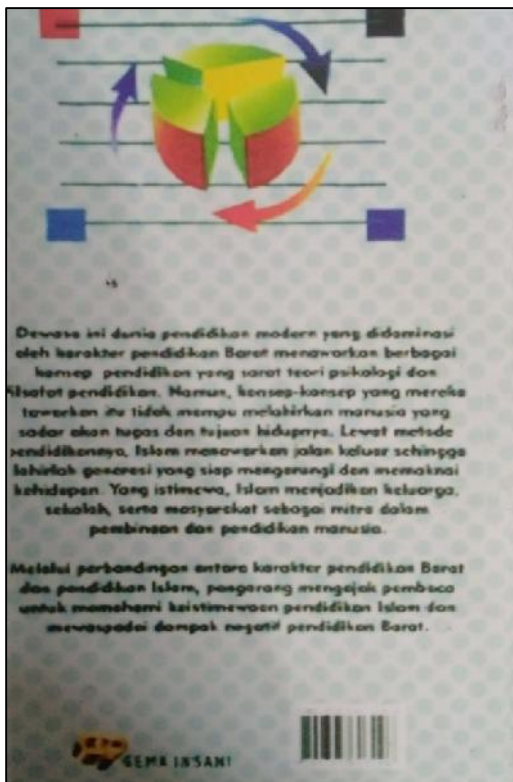 Dewasa ini dunia pendidikan modern yang didominasi
oleh karakter pendidikan Barat menawarkan berbagai
konsep pendidikan yang sarat teori psikologi dan
filsafat pendidikan. Namun, konsep-konsep yang mereka
tawarkan itu tidak mampu melahirkan manusia yang
sadar akan tugas dan tujuan hidupnya. Lewat metode
pendidikannya, Islam menawarkan jalan keluar sehingga
lahirlah generasi yang siap mengarungi dan memaknai
kehidupan. Yang istimewa, Islam menjadikan keluarga,
sekolah, serta masyarakat sebagai mitra dalam
pembinaan dan pendidikan manusia.
Melalui perbandingan antara karakter pendidikan Barat
dan pendidikan Islam, pengarang mengajak pembaca
untuk memahami keistimewaan pendidikan Islam dan
mewaspadai dampak negatif pendidikan Barat.
GEMA INSANI